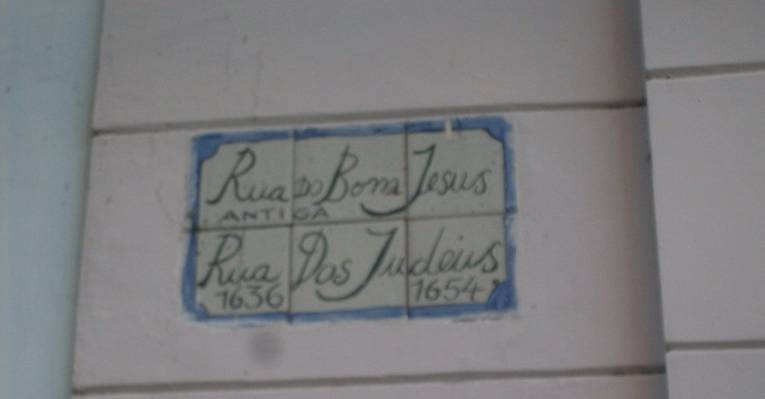 Rua DO Bom Jesus
ANTIGA
Rua Dos Judeus
1636 1654